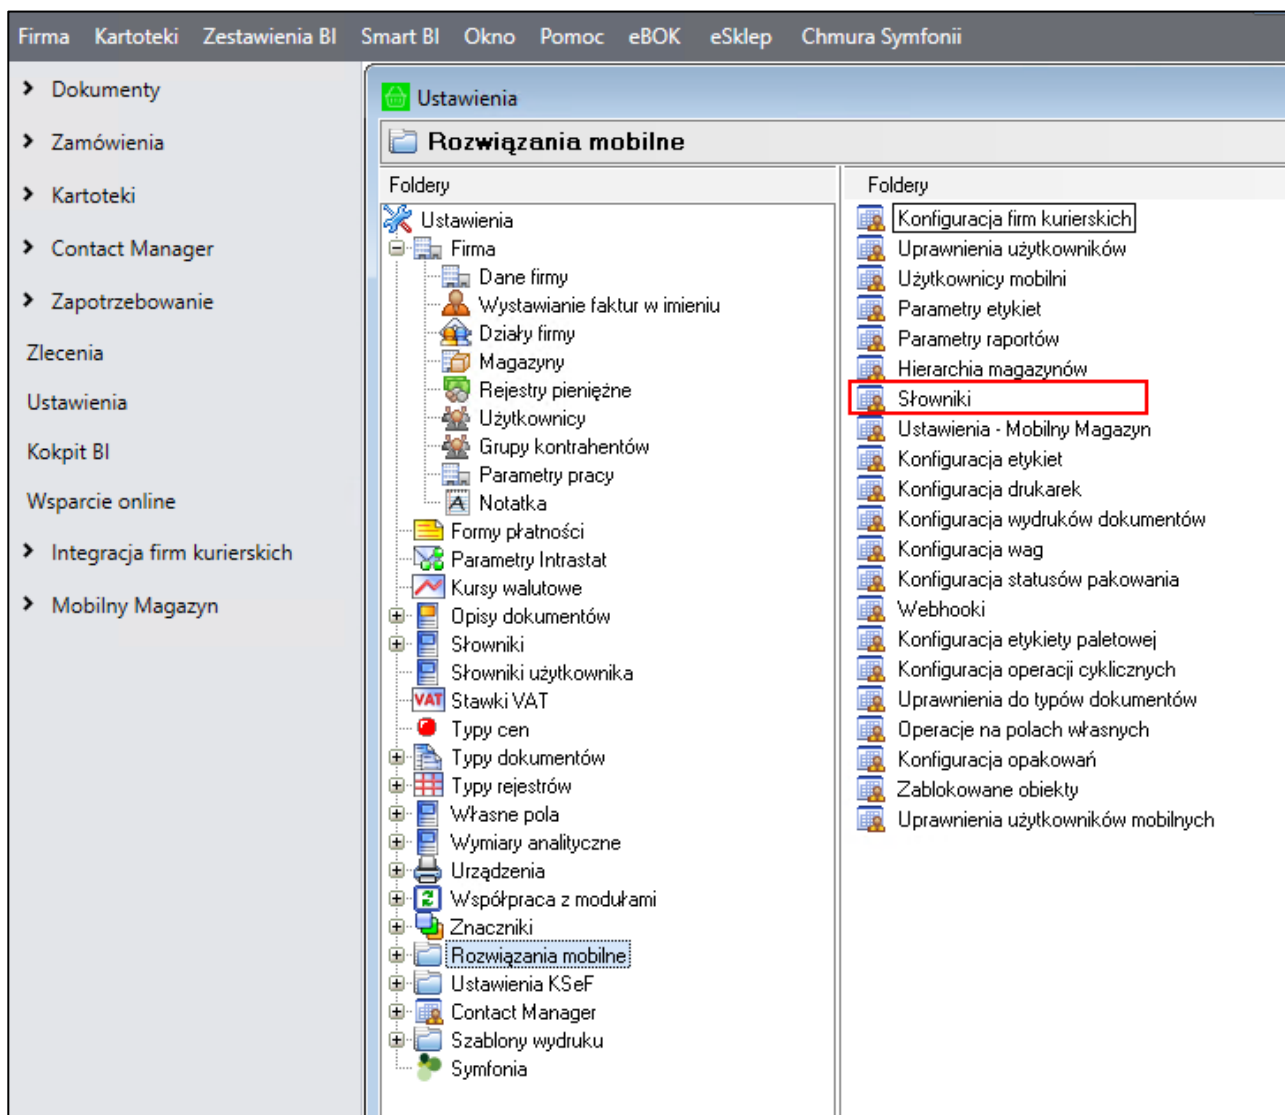 Firma Kartoteki Zestawienia BI Smart BI Okno Pomoc eBOK eSklep Chmura Symfonii
Dokumenty
Zamówienia
Kartoteki
Contact Manager
Zapotrzebowanie
Zlecenia
Ustawienia
Kokpit BI
Wsparcie online
Integracja firm kurierskich
Mobilny Magazyn
Ustawienia
Rozwiązania mobilne
Foldery
Ustawienia
Firma
Dane firmy
Wystawianie faktur w imieniu
Działy firmy
Magazyny
Rejestry pieniężne
Użytkownicy
Grupy kontrahentów
Parametry pracy
Notatka
Formy płatności
Parametry Intrastat
Kursy walutowe
Opisy dokumentów
Słowniki
Słowniki użytkownika
VAT Stawki VAT
Typy cen
Typy dokumentów
Typy rejestrów
Własne pola
Wymiary analityczne
Urządzenia
Współpraca z modułami
Znaczniki
Rozwiązania mobilne
Ustawienia KSeF
Contact Manager
Szablony wydruku
Symfonia
Foldery
Konfiguracja firm kurierskich
Uprawnienia użytkowników
Użytkownicy mobilni
Parametry etykiet
Parametry raportów
Hierarchia magazynów
Słowniki
Ustawienia - Mobilny Magazyn
Konfiguracja etykiet
Konfiguracja drukarek
Konfiguracja wydruków dokumentów
Konfiguracja wag
Konfiguracja statusów pakowania
Webhooki
Konfiguracja etykiety paletowej
Konfiguracja operacji cyklicznych
Uprawnienia do typów dokumentów
Operacje na polach własnych
Konfiguracja opakowań
Zablokowane obiekty
Uprawnienia użytkowników mobilnych